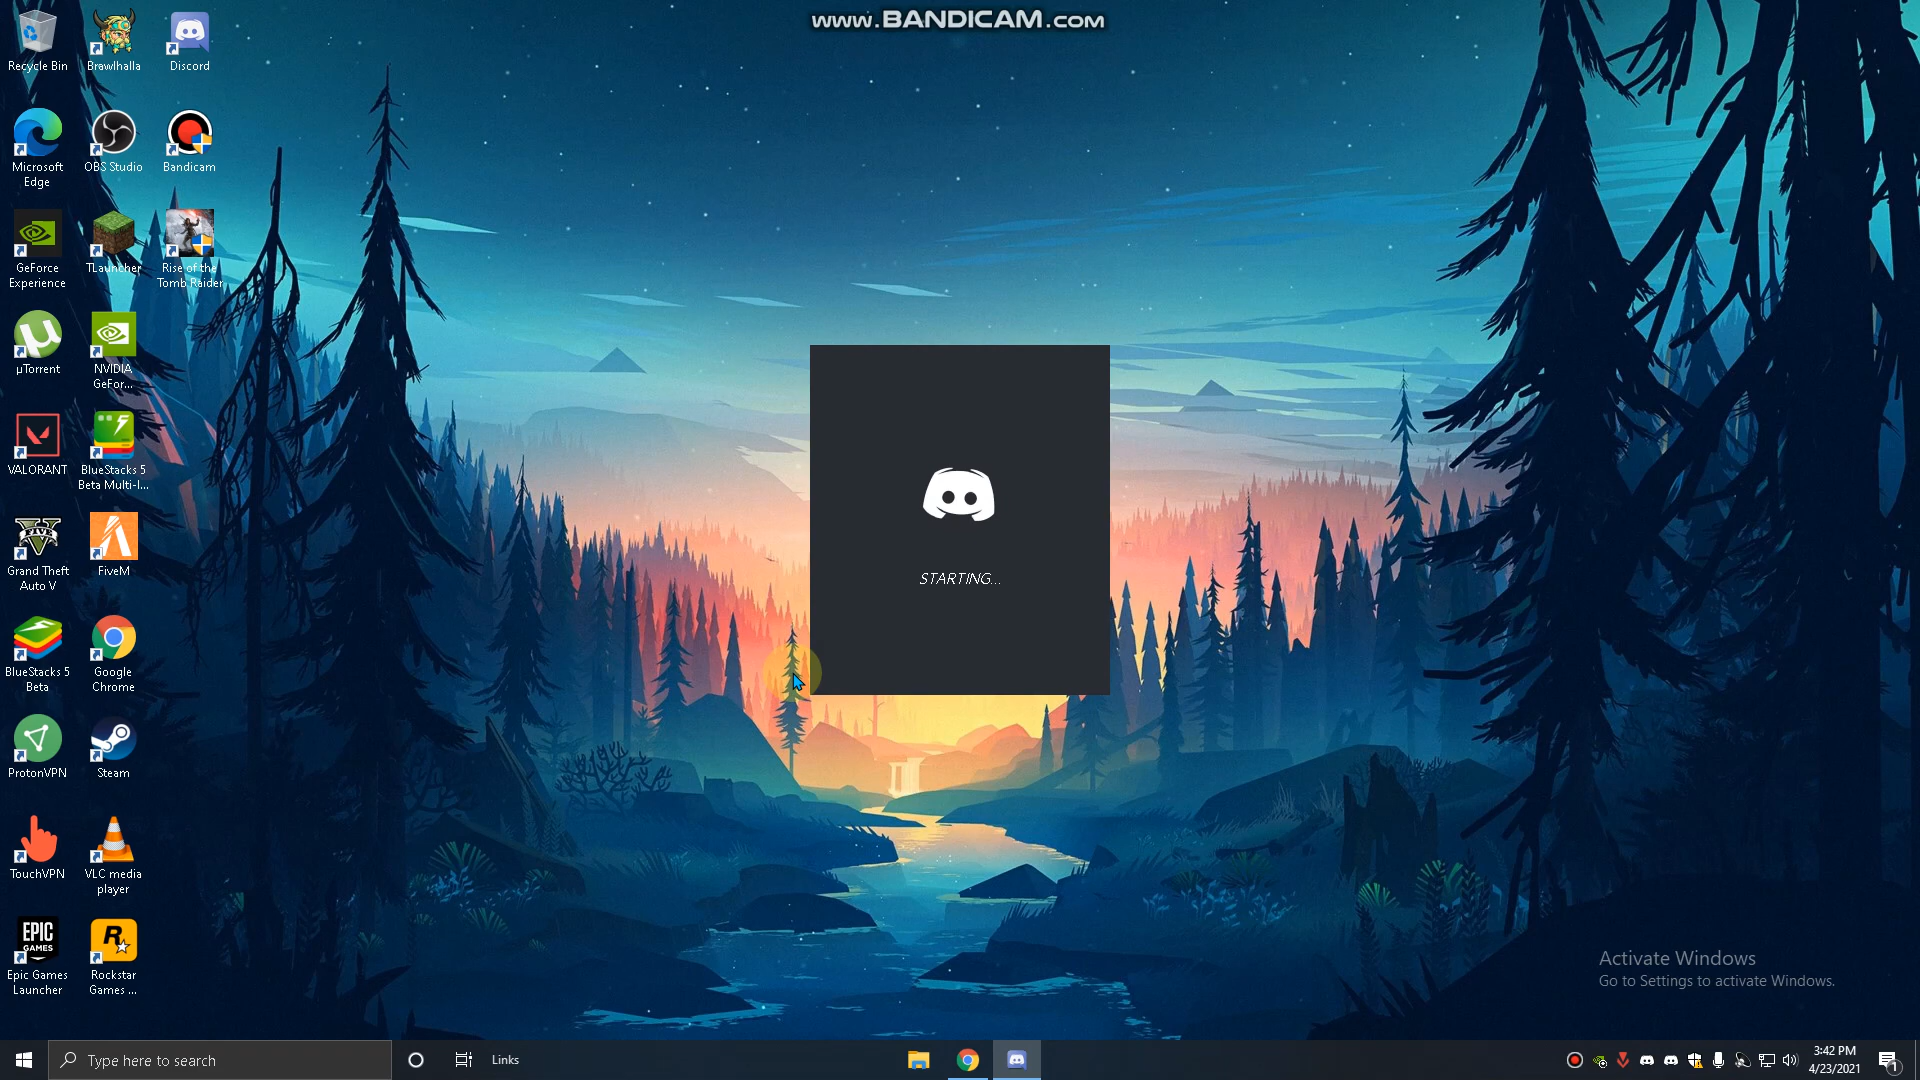 www.BANDICAM.com
Recycle Bin
Brawlhalla
Discord
Microsoft
Edge
OBS Studio
Bandicam
GeForce
Experience
TLauncher
Rise of the
Tomb Raider
µTorrent
NVIDIA
GeFor...
VALORANT
BlueStacks 5
Beta Multi-I...
Grand Theft
Auto V
FIVE
FiveM
BlueStacks 5
Beta
Google
Chrome
ProtonVPN
Steam
TouchVPN
VLC media
player
EPIC
GAMES
Epic Games
Launcher
R
Rockstar
Games ...
STARTING...
Activate Windows
Go to Settings to activate Windows.
Type here to search
Links
3:42 PM
4/23/2021
1